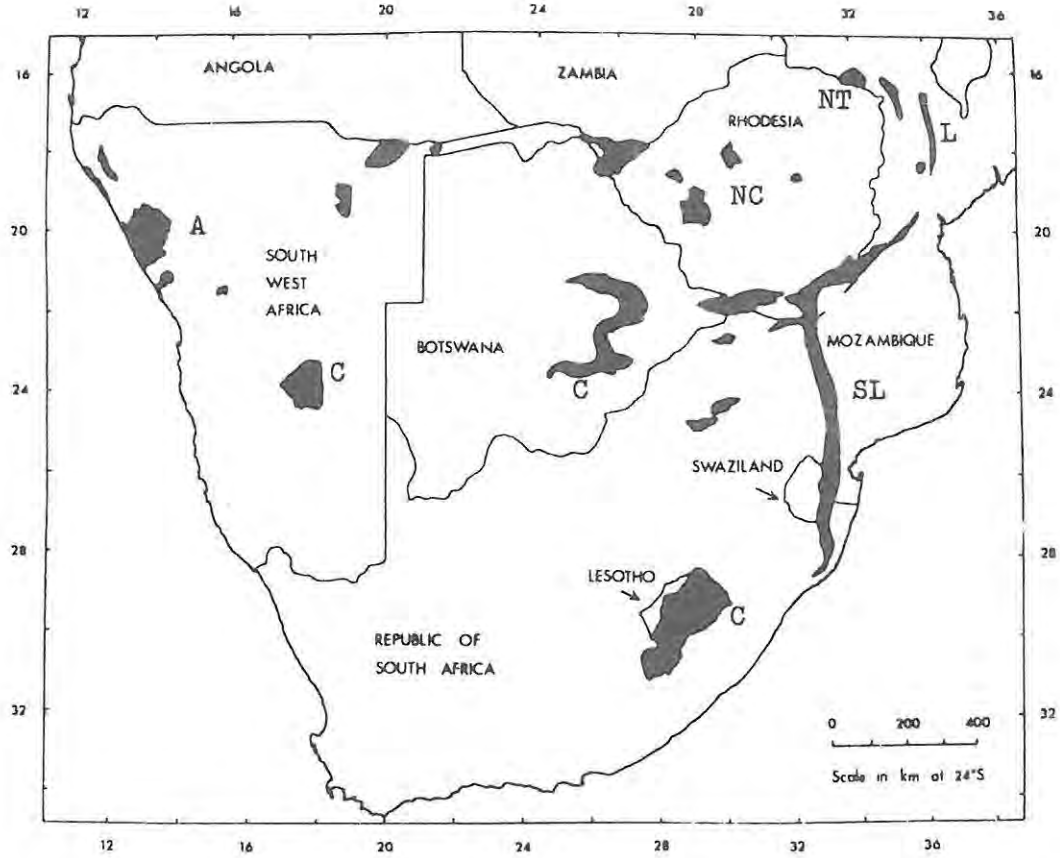 12 16 20 24 28 32 36
ANGOLA
ZAMBIA
16 16
NT
RHODESIA
L
NC
A
20 20
SOUTH
WEST
AFRICA
MOZAMBIQUE
BOTSWANA
C
C
24 SL 24
SWAZILAND
28 28
LESOTHO
C
REPUBLIC OF
SOUTH AFRICA
32 32
0 200 400
Scale in km at 24°S
12 16 20 24 28 32 36